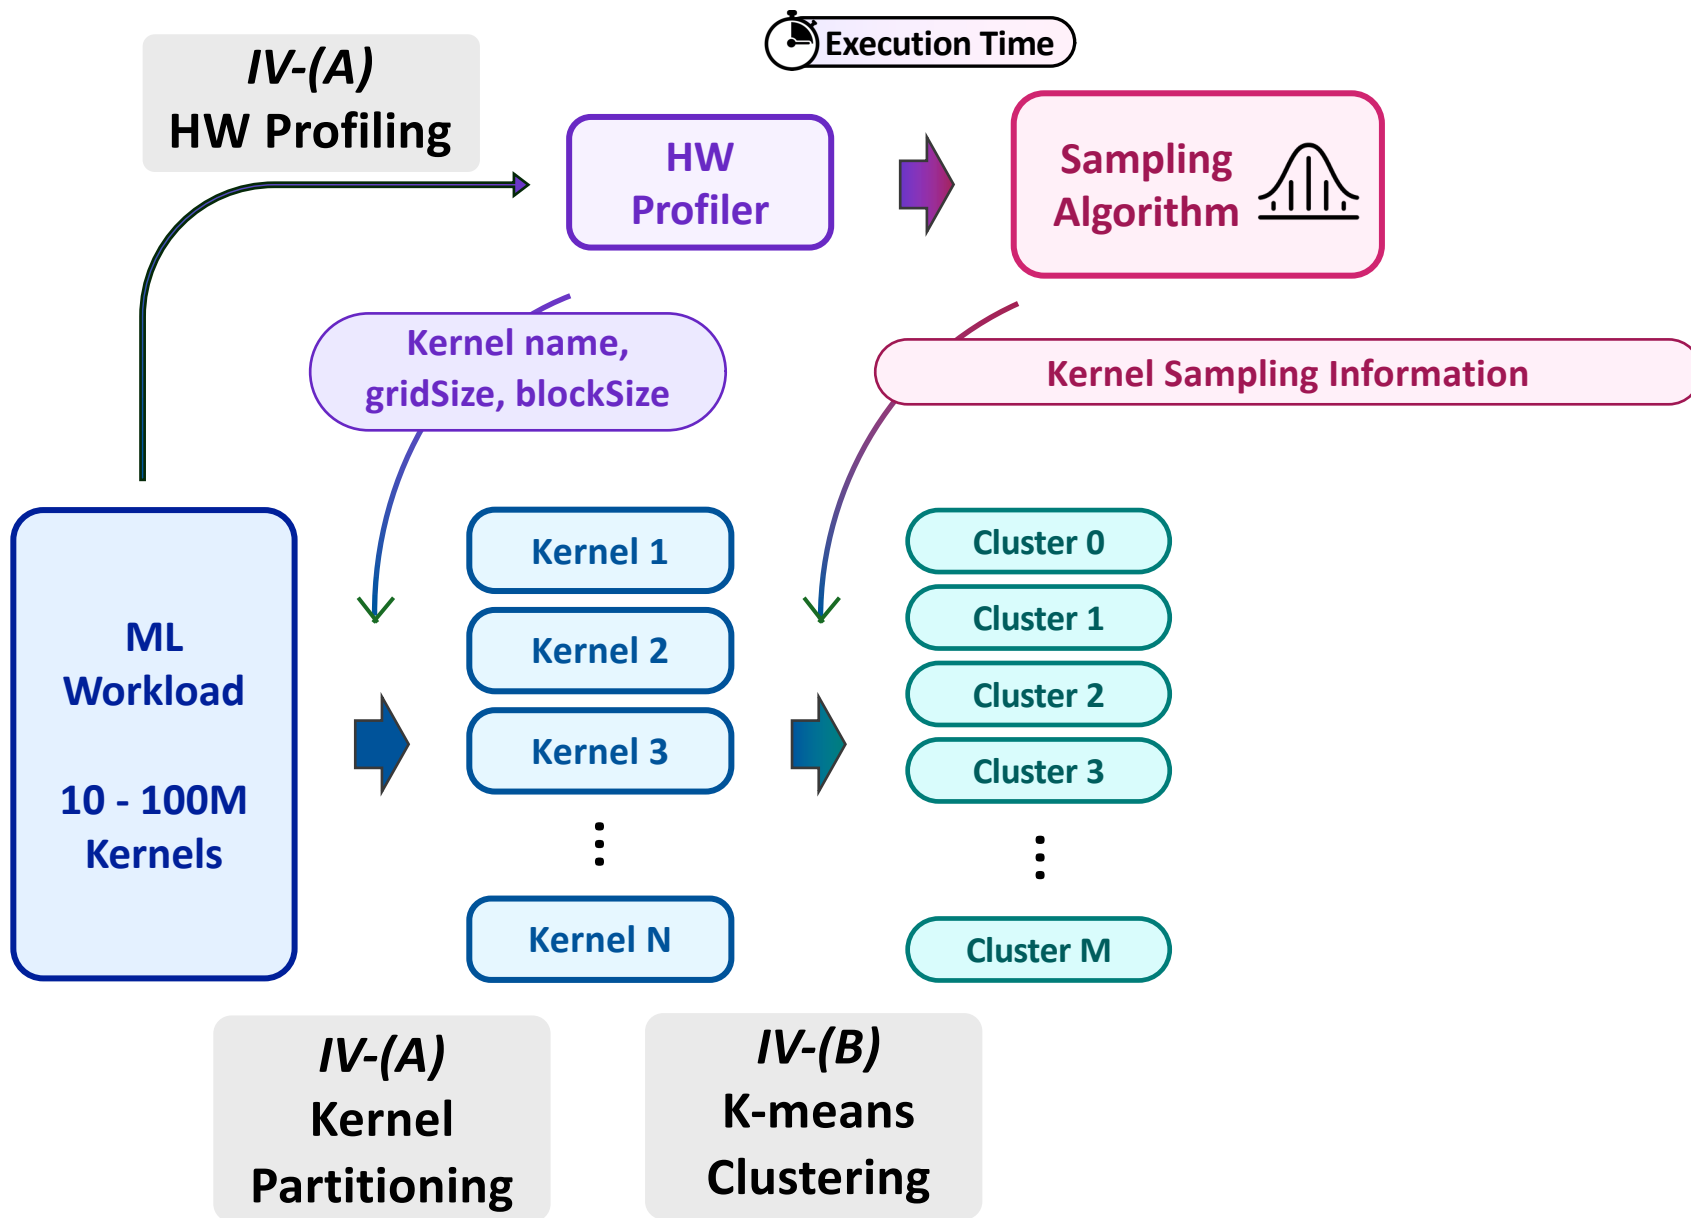 IV-(A)
HW Profiling
Execution Time
HW
Profiler
Sampling
Algorithm
Kernel name,
gridSize, blockSize
Kernel Sampling Information
ML
Workload
10 - 100M
Kernels
Kernel 1
Kernel 2
Kernel 3
Kernel N
Cluster 0
Cluster 1
Cluster 2
Cluster 3
Cluster M
IV-(A)
Kernel
Partitioning
IV-(B)
K-means
Clustering